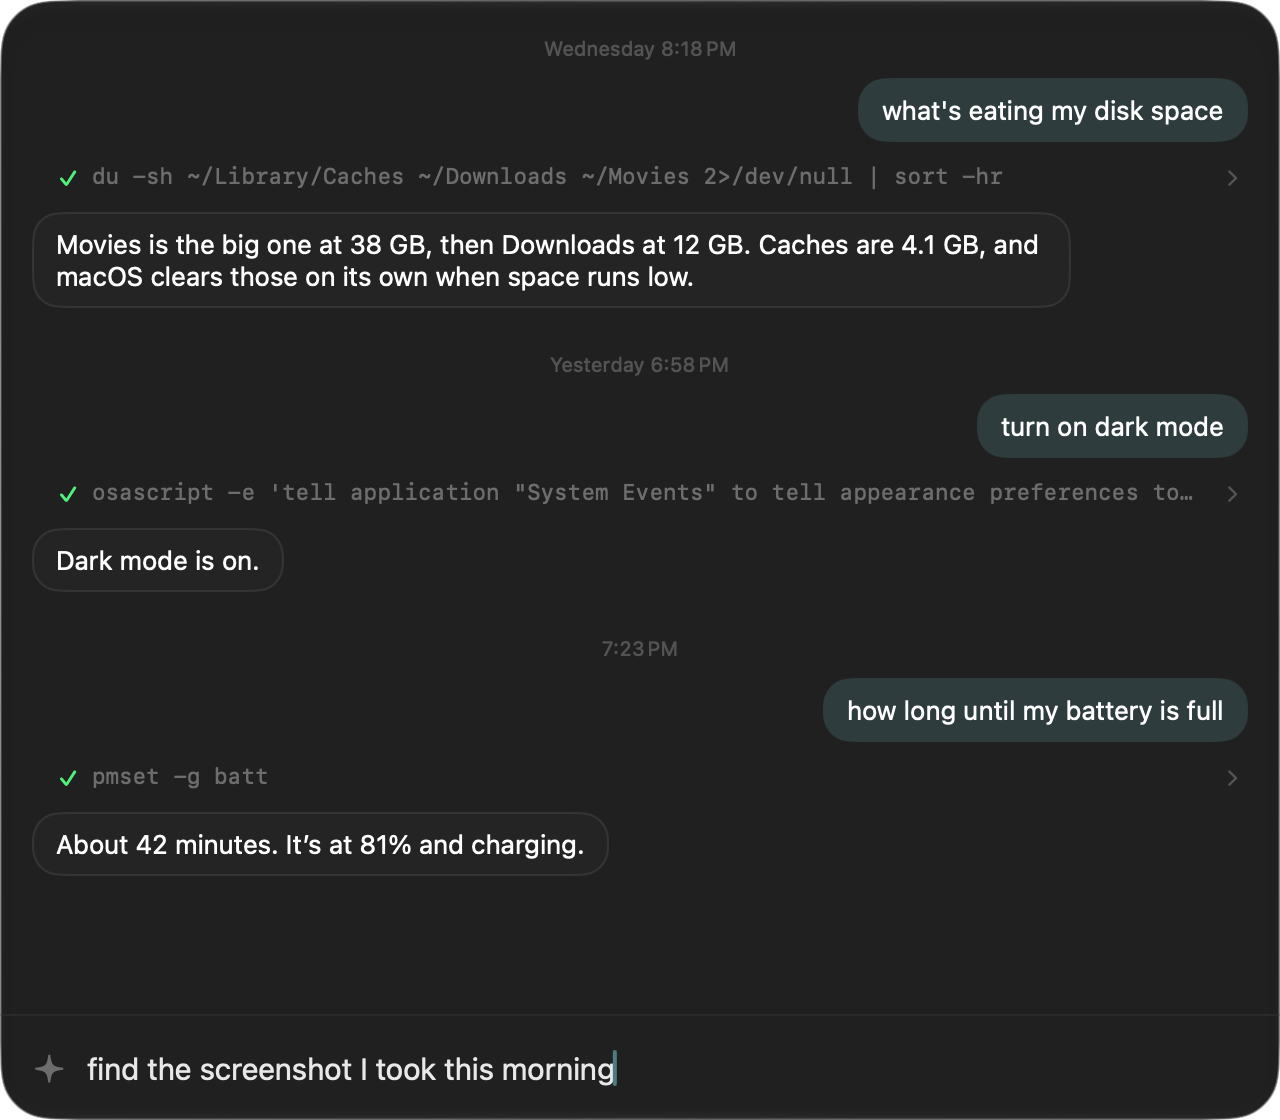 Wednesday 8:18 PM
what's eating my disk space
du -sh ~/Library/Caches ~/Downloads ~/Movies 2>/dev/null | sort -hr
Movies is the big one at 38 GB, then Downloads at 12 GB. Caches are 4.1 GB, and
macOS clears those on its own when space runs low.
Yesterday 6:58 PM
turn on dark mode
osascript -e 'tell application "System Events" to tell appearance preferences to…
Dark mode is on.
7:23 PM
how long until my battery is full
pmset -g batt
About 42 minutes. It’s at 81% and charging.
find the screenshot I took this morning